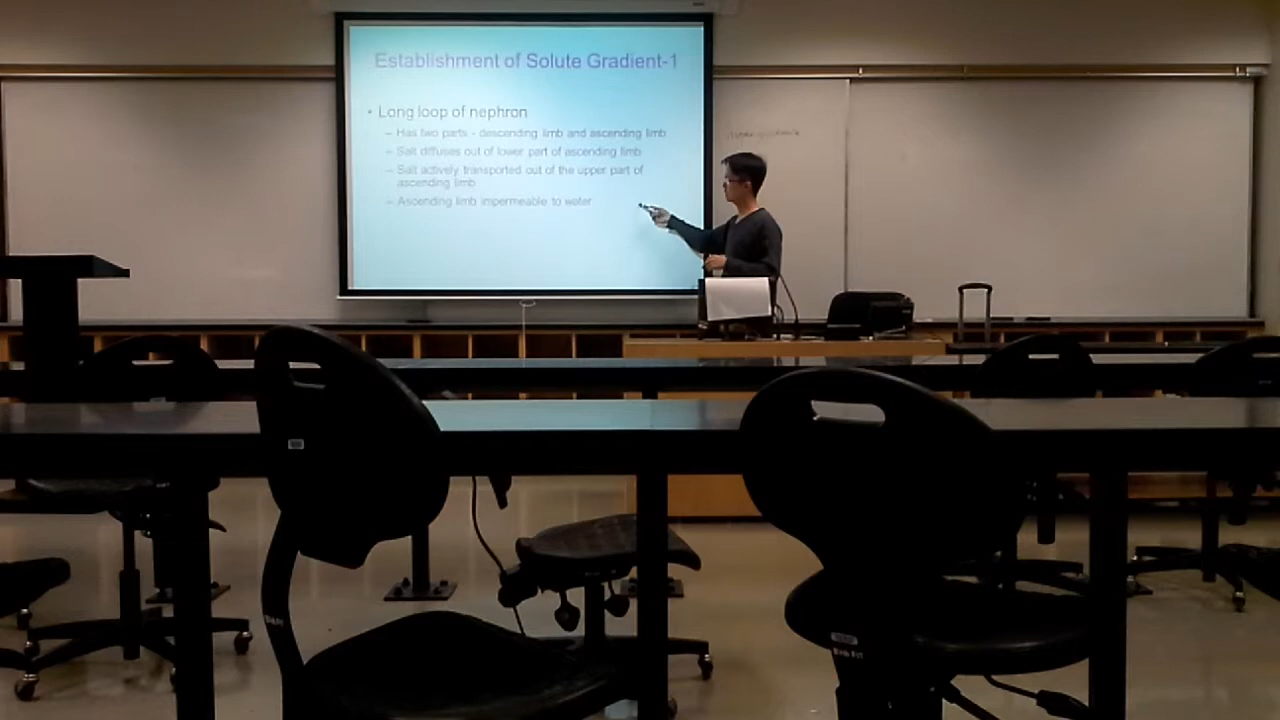 Establishment of Solute Gradient-1
• Long loop of nephron
– Has two parts - descending limb and ascending limb
– Salt diffuses out of lower part of ascending limb
– Salt actively transported out of the upper part of
ascending limb
– Ascending limb impermeable to water